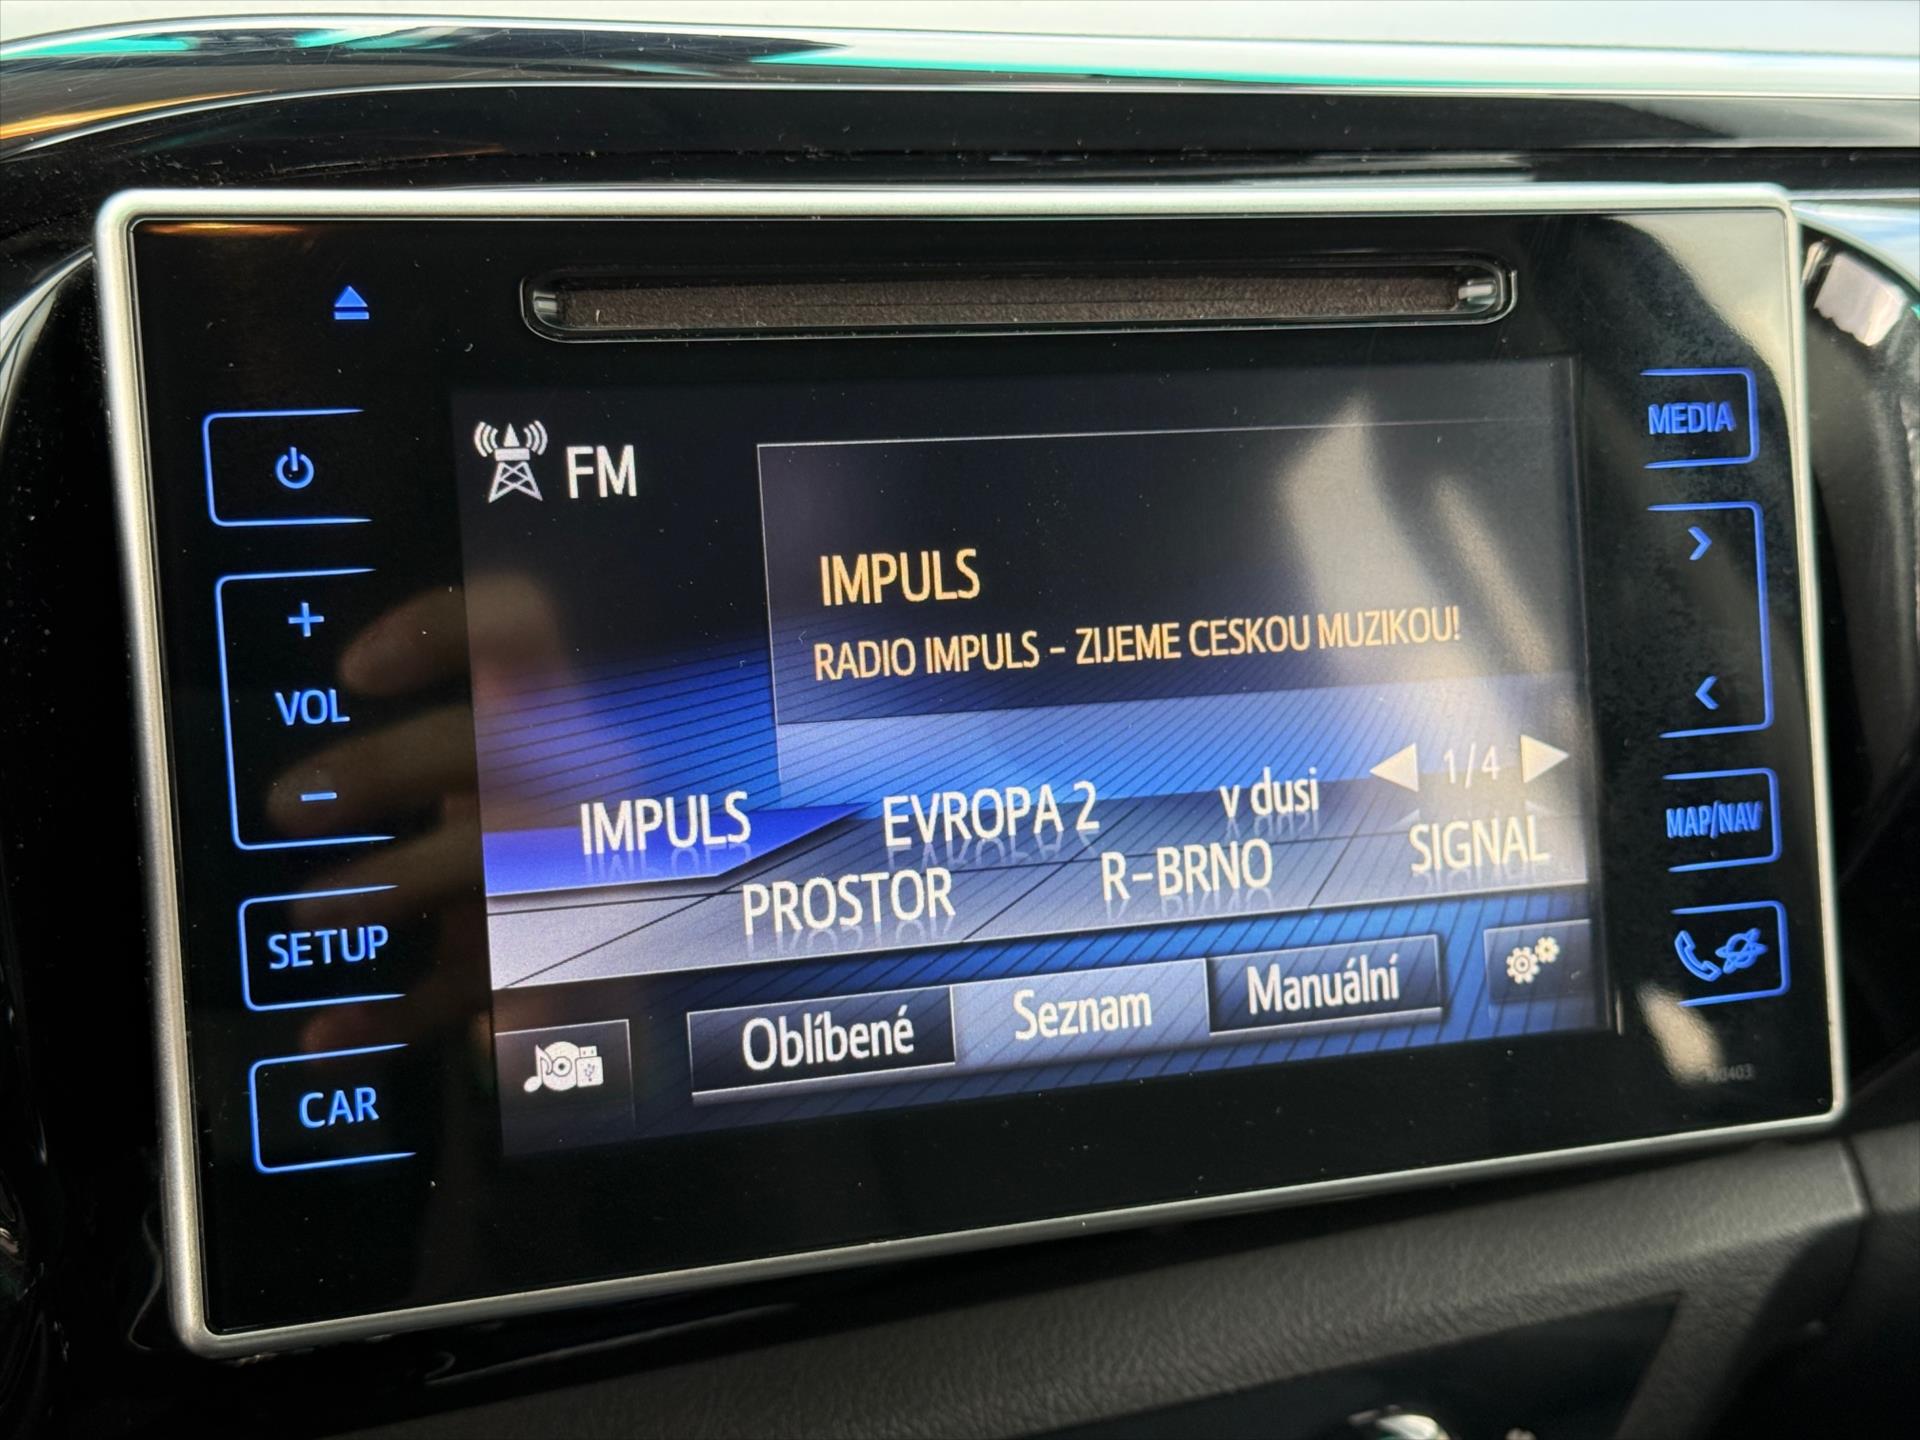 FM
MEDIA
IMPULS
RADIO IMPULS - ZIJEME CESKOU MUZIKOU!
+
VOL
-
1/4
IMPULS EVROPA 2 v dusi
PROSTOR R-BRNO SIGNAL
MAP/NAV
SETUP
Oblíbené Seznam Manuální
CAR